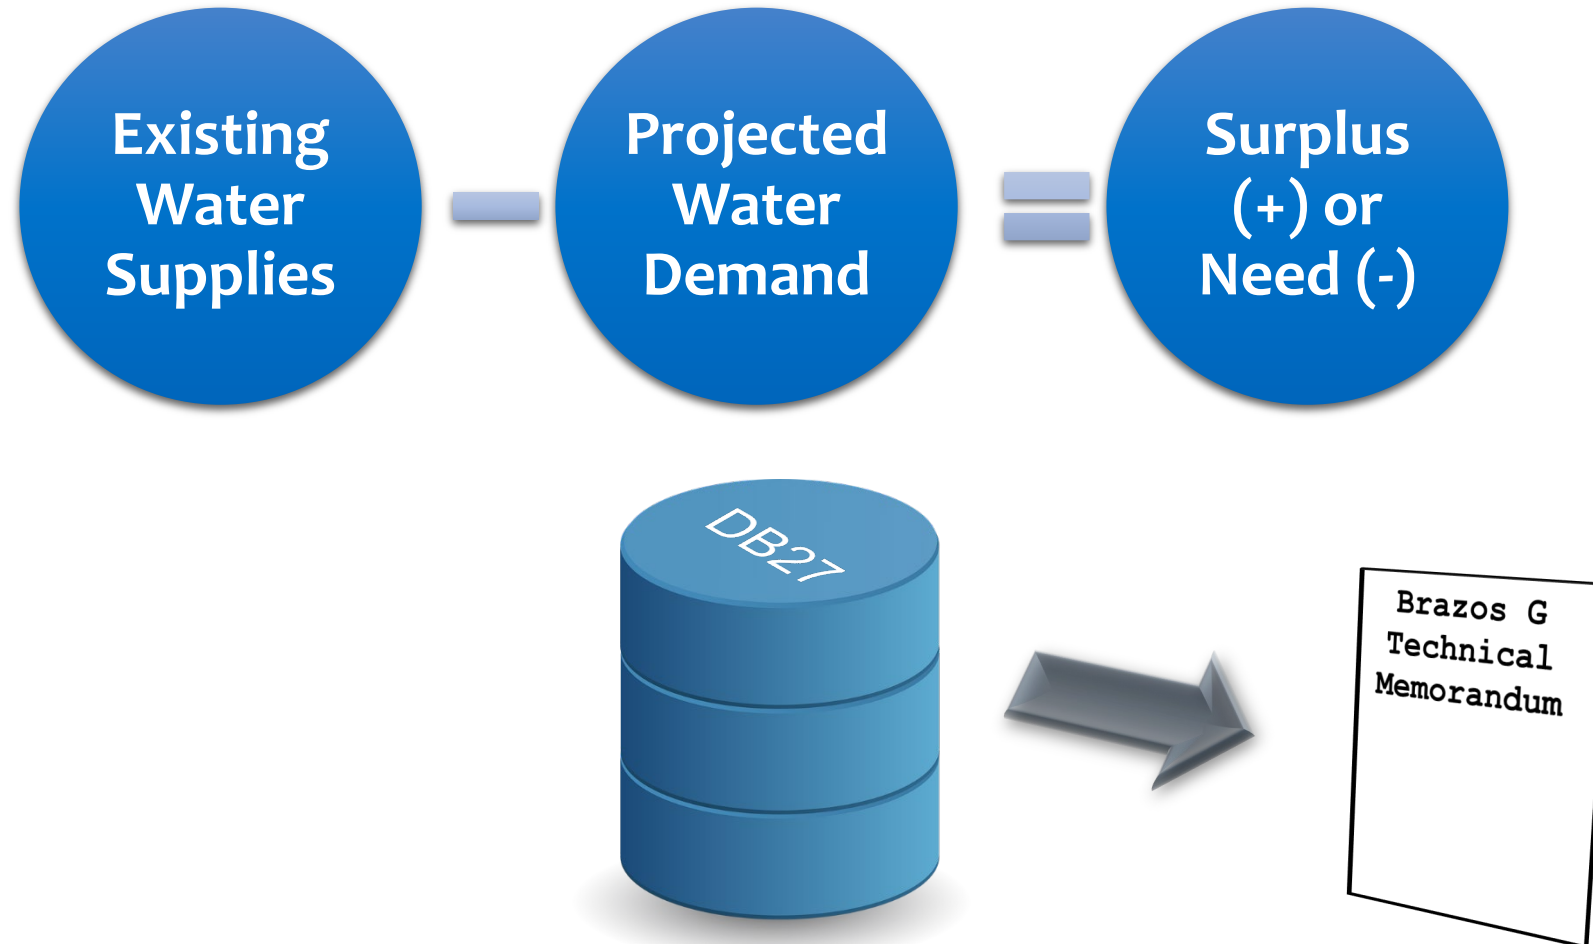 Existing
Water
Supplies
Projected
Water
Demand
Surplus
(+) or
Need (-)
DB27
Brazos G
Technical
Memorandum